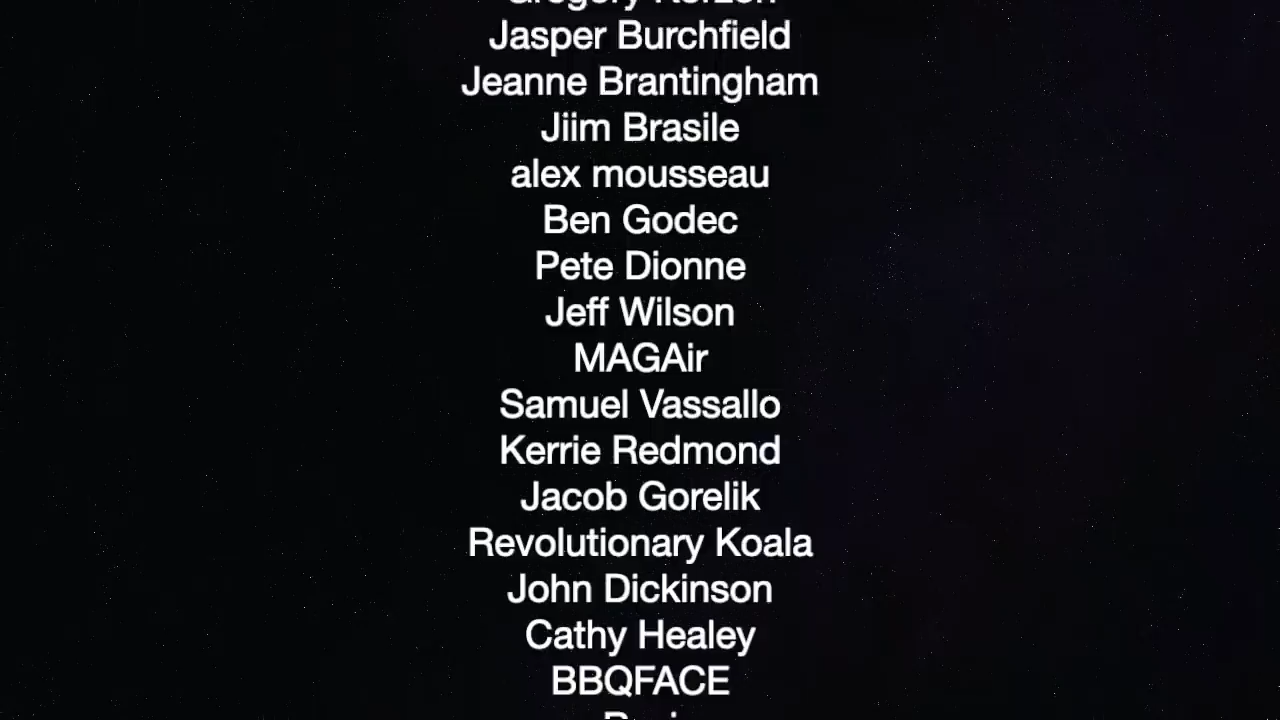 Jasper Burchfield
Jeanne Brantingham
Jiim Brasile
alex mousseau
Ben Godec
Pete Dionne
Jeff Wilson
MAGAir
Samuel Vassallo
Kerrie Redmond
Jacob Gorelik
Revolutionary Koala
John Dickinson
Cathy Healey
BBQFACE